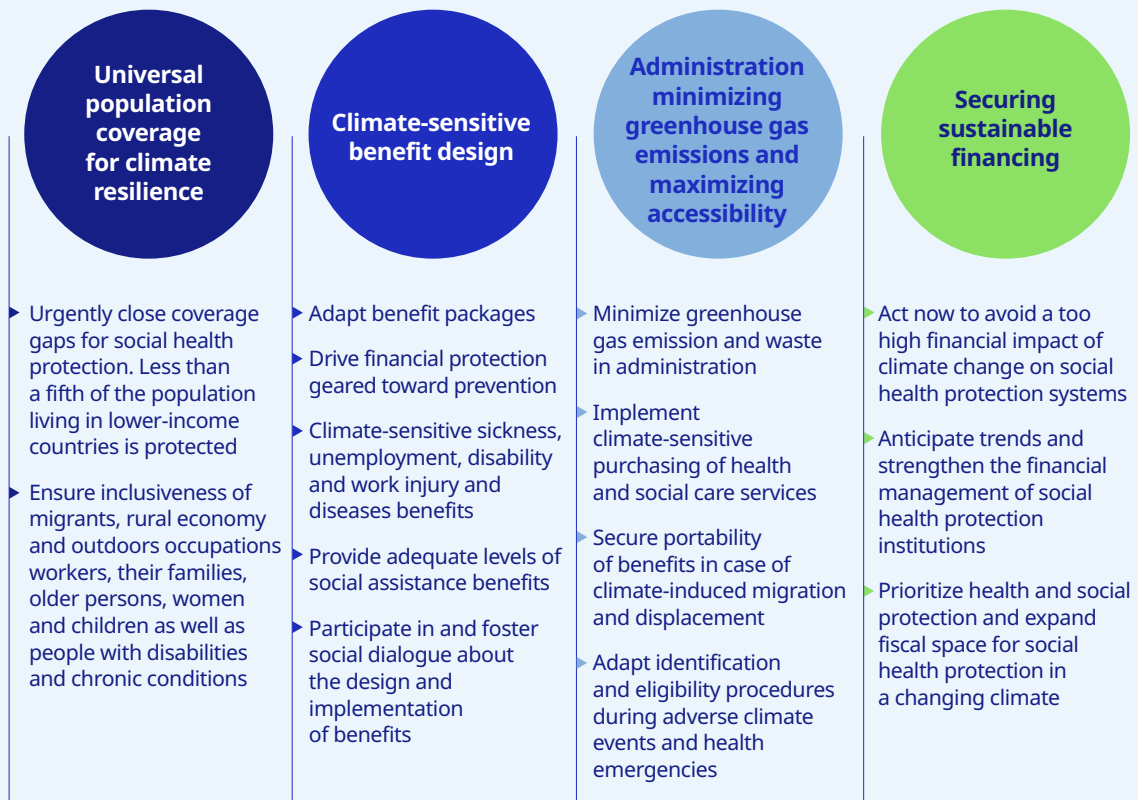 Universal
population
coverage
for climate
resilience
Urgently close coverage
gaps for social health
protection. Less than
a fifth of the population
living in lower-income
countries is protected
Ensure inclusiveness of
migrants, rural economy
and outdoors occupations
workers, their families,
older persons, women
and children as well as
people with disabilities
and chronic conditions
Climate-sensitive
benefit design
Adapt benefit packages
Drive financial protection
geared toward prevention
Climate-sensitive sickness,
unemployment, disability
and work injury and
diseases benefits
Provide adequate levels of
social assistance benefits
Participate in and foster
social dialogue about
the design and
implementation
of benefits
Administration
minimizing
greenhouse gas
emissions and
maximizing
accessibility
Minimize greenhouse
gas emission and waste
in administration
Implement
climate-sensitive
purchasing of health
and social care services
Secure portability
of benefits in case of
climate-induced migration
and displacement
Adapt identification
and eligibility procedures
during adverse climate
events and health
emergencies
Securing
sustainable
financing
Act now to avoid a too
high financial impact of
climate change on social
health protection systems
Anticipate trends and
strengthen the financial
management of social
health protection
institutions
Prioritize health and social
protection and expand
fiscal space for social
health protection in
a changing climate